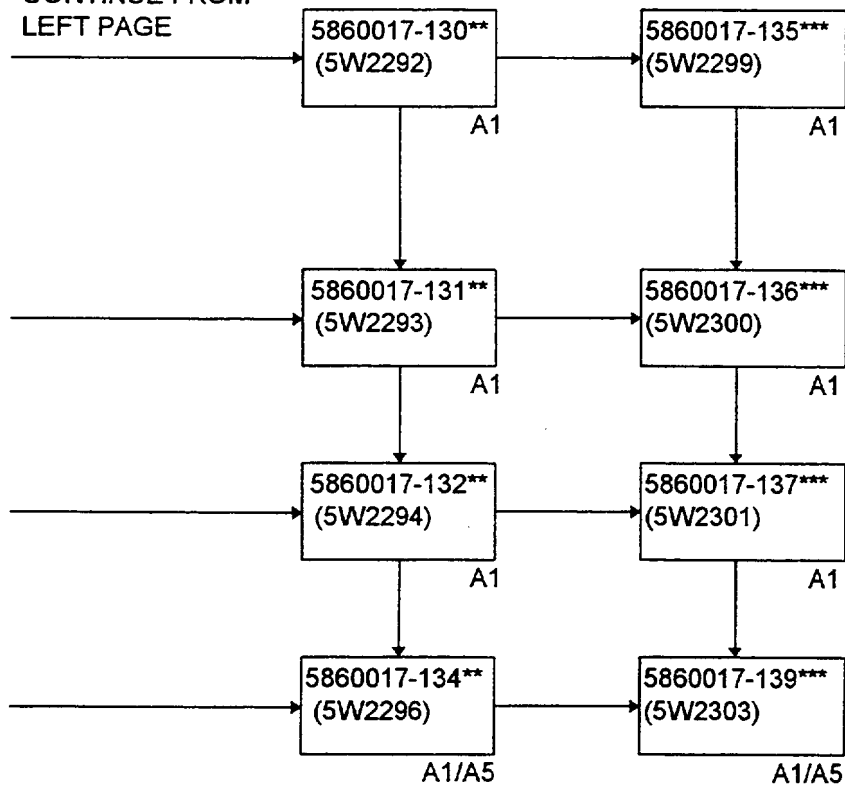 LEFT PAGE
5860017-130**
(5W2292)
A1
5860017-135***
(5W2299)
A1
5860017-131**
(5W2293)
A1
5860017-136***
(5W2300)
A1
5860017-132**
(5W2294)
A1
5860017-137***
(5W2301)
A1
5860017-134**
(5W2296)
A1/A5
5860017-139***
(5W2303)
A1/A5